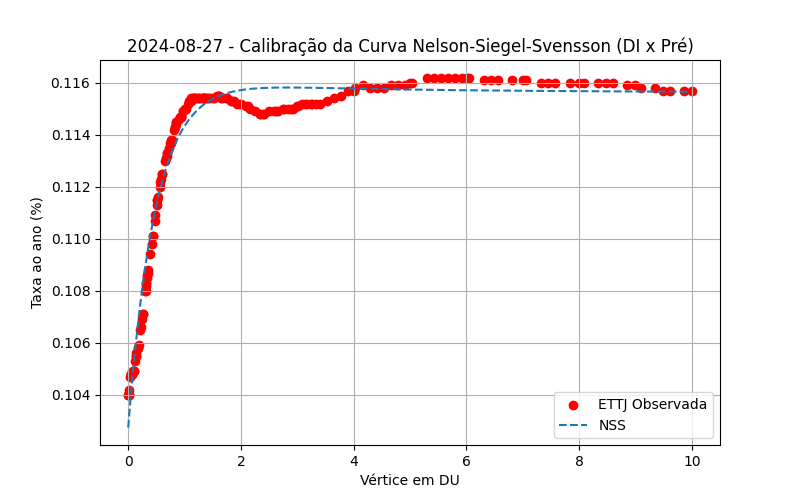 2024-08-27 - Calibração da Curva Nelson-Siegel-Svensson (DI x Pré)
Taxa ao ano (%)
0.116
0.114
0.112
0.110
0.108
0.106
0.104
ETTJ Observada
NSS
0 2 4 6 8 10
Vértice em DU